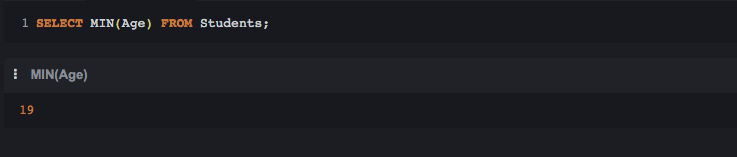 1 SELECT MIN(Age) FROM Students;
MIN(Age)
19